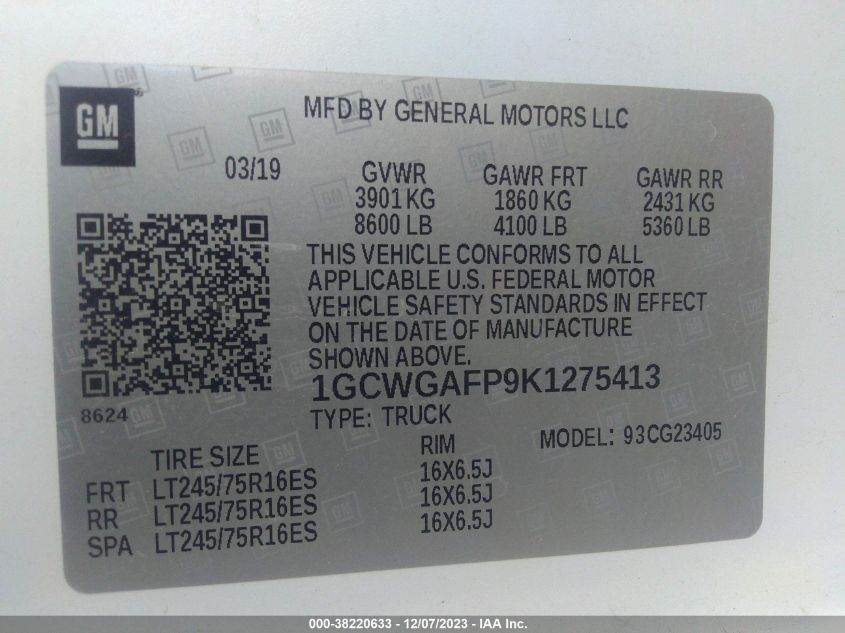 GM
MFD BY GENERAL MOTORS LLC
03/19 GVWR GAWR FRT GAWR RR
3901 KG 1860 KG 2431 KG
8600 LB 4100 LB 5360 LB
THIS VEHICLE CONFORMS TO ALL
APPLICABLE U.S. FEDERAL MOTOR
VEHICLE SAFETY STANDARDS IN EFFECT
ON THE DATE OF MANUFACTURE
SHOWN ABOVE.
1GCWGAFP9K1275413
8624
TYPE: TRUCK
MODEL: 93CG23405
TIRE SIZE RIM
FRT LT245/75R16ES 16X6.5J
RR LT245/75R16ES 16X6.5J
SPA LT245/75R16ES 16X6.5J
000-38220633 - 12/07/2023 - IAA Inc.